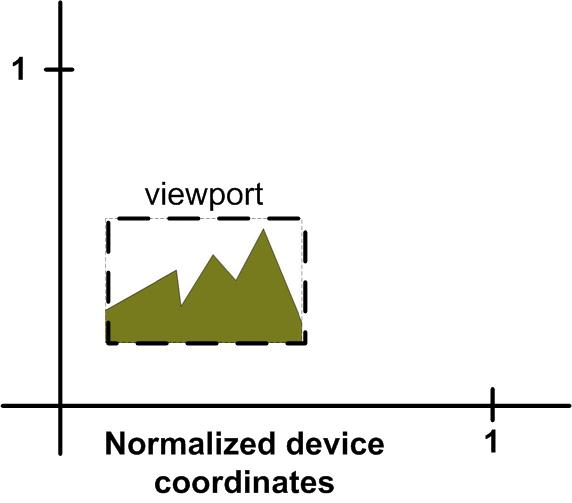 1
viewport
1
Normalized device
coordinates